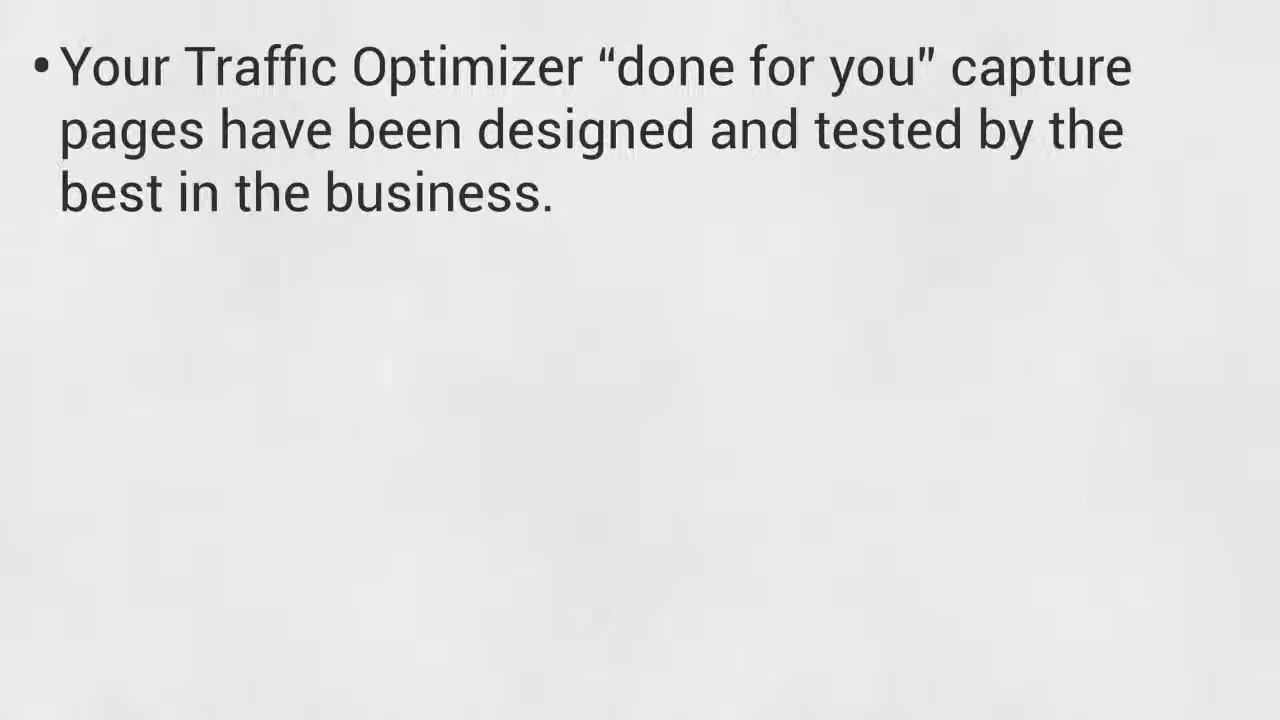 • Your Traffic Optimizer “done for you” capture
pages have been designed and tested by the
best in the business.